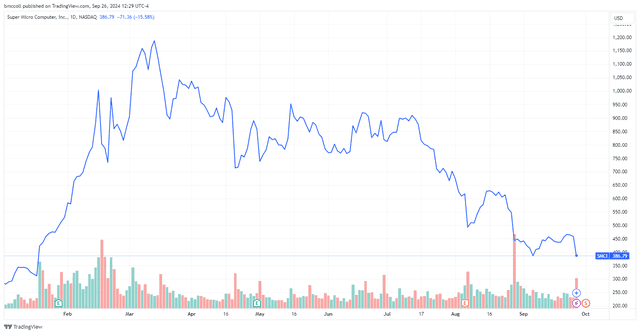 bmccoll published on TradingView.com, Sep 26, 2024 12:29 UTC-4
Super Micro Computer, Inc., 1D, NASDAQ 386.79 −71.36 (−15.58%)
USD
1,200.00
1,100.00
1,050.00
1,000.00
950.00
900.00
850.00
800.00
750.00
700.00
650.00
600.00
550.00
500.00
450.00
400.00
SMCI 386.79
350.00
300.00
250.00
200.00
E E E S
Feb Mar Apr 16 May 15 Jun 16 Jul 17 Aug 16 Sep Oct
TradingView